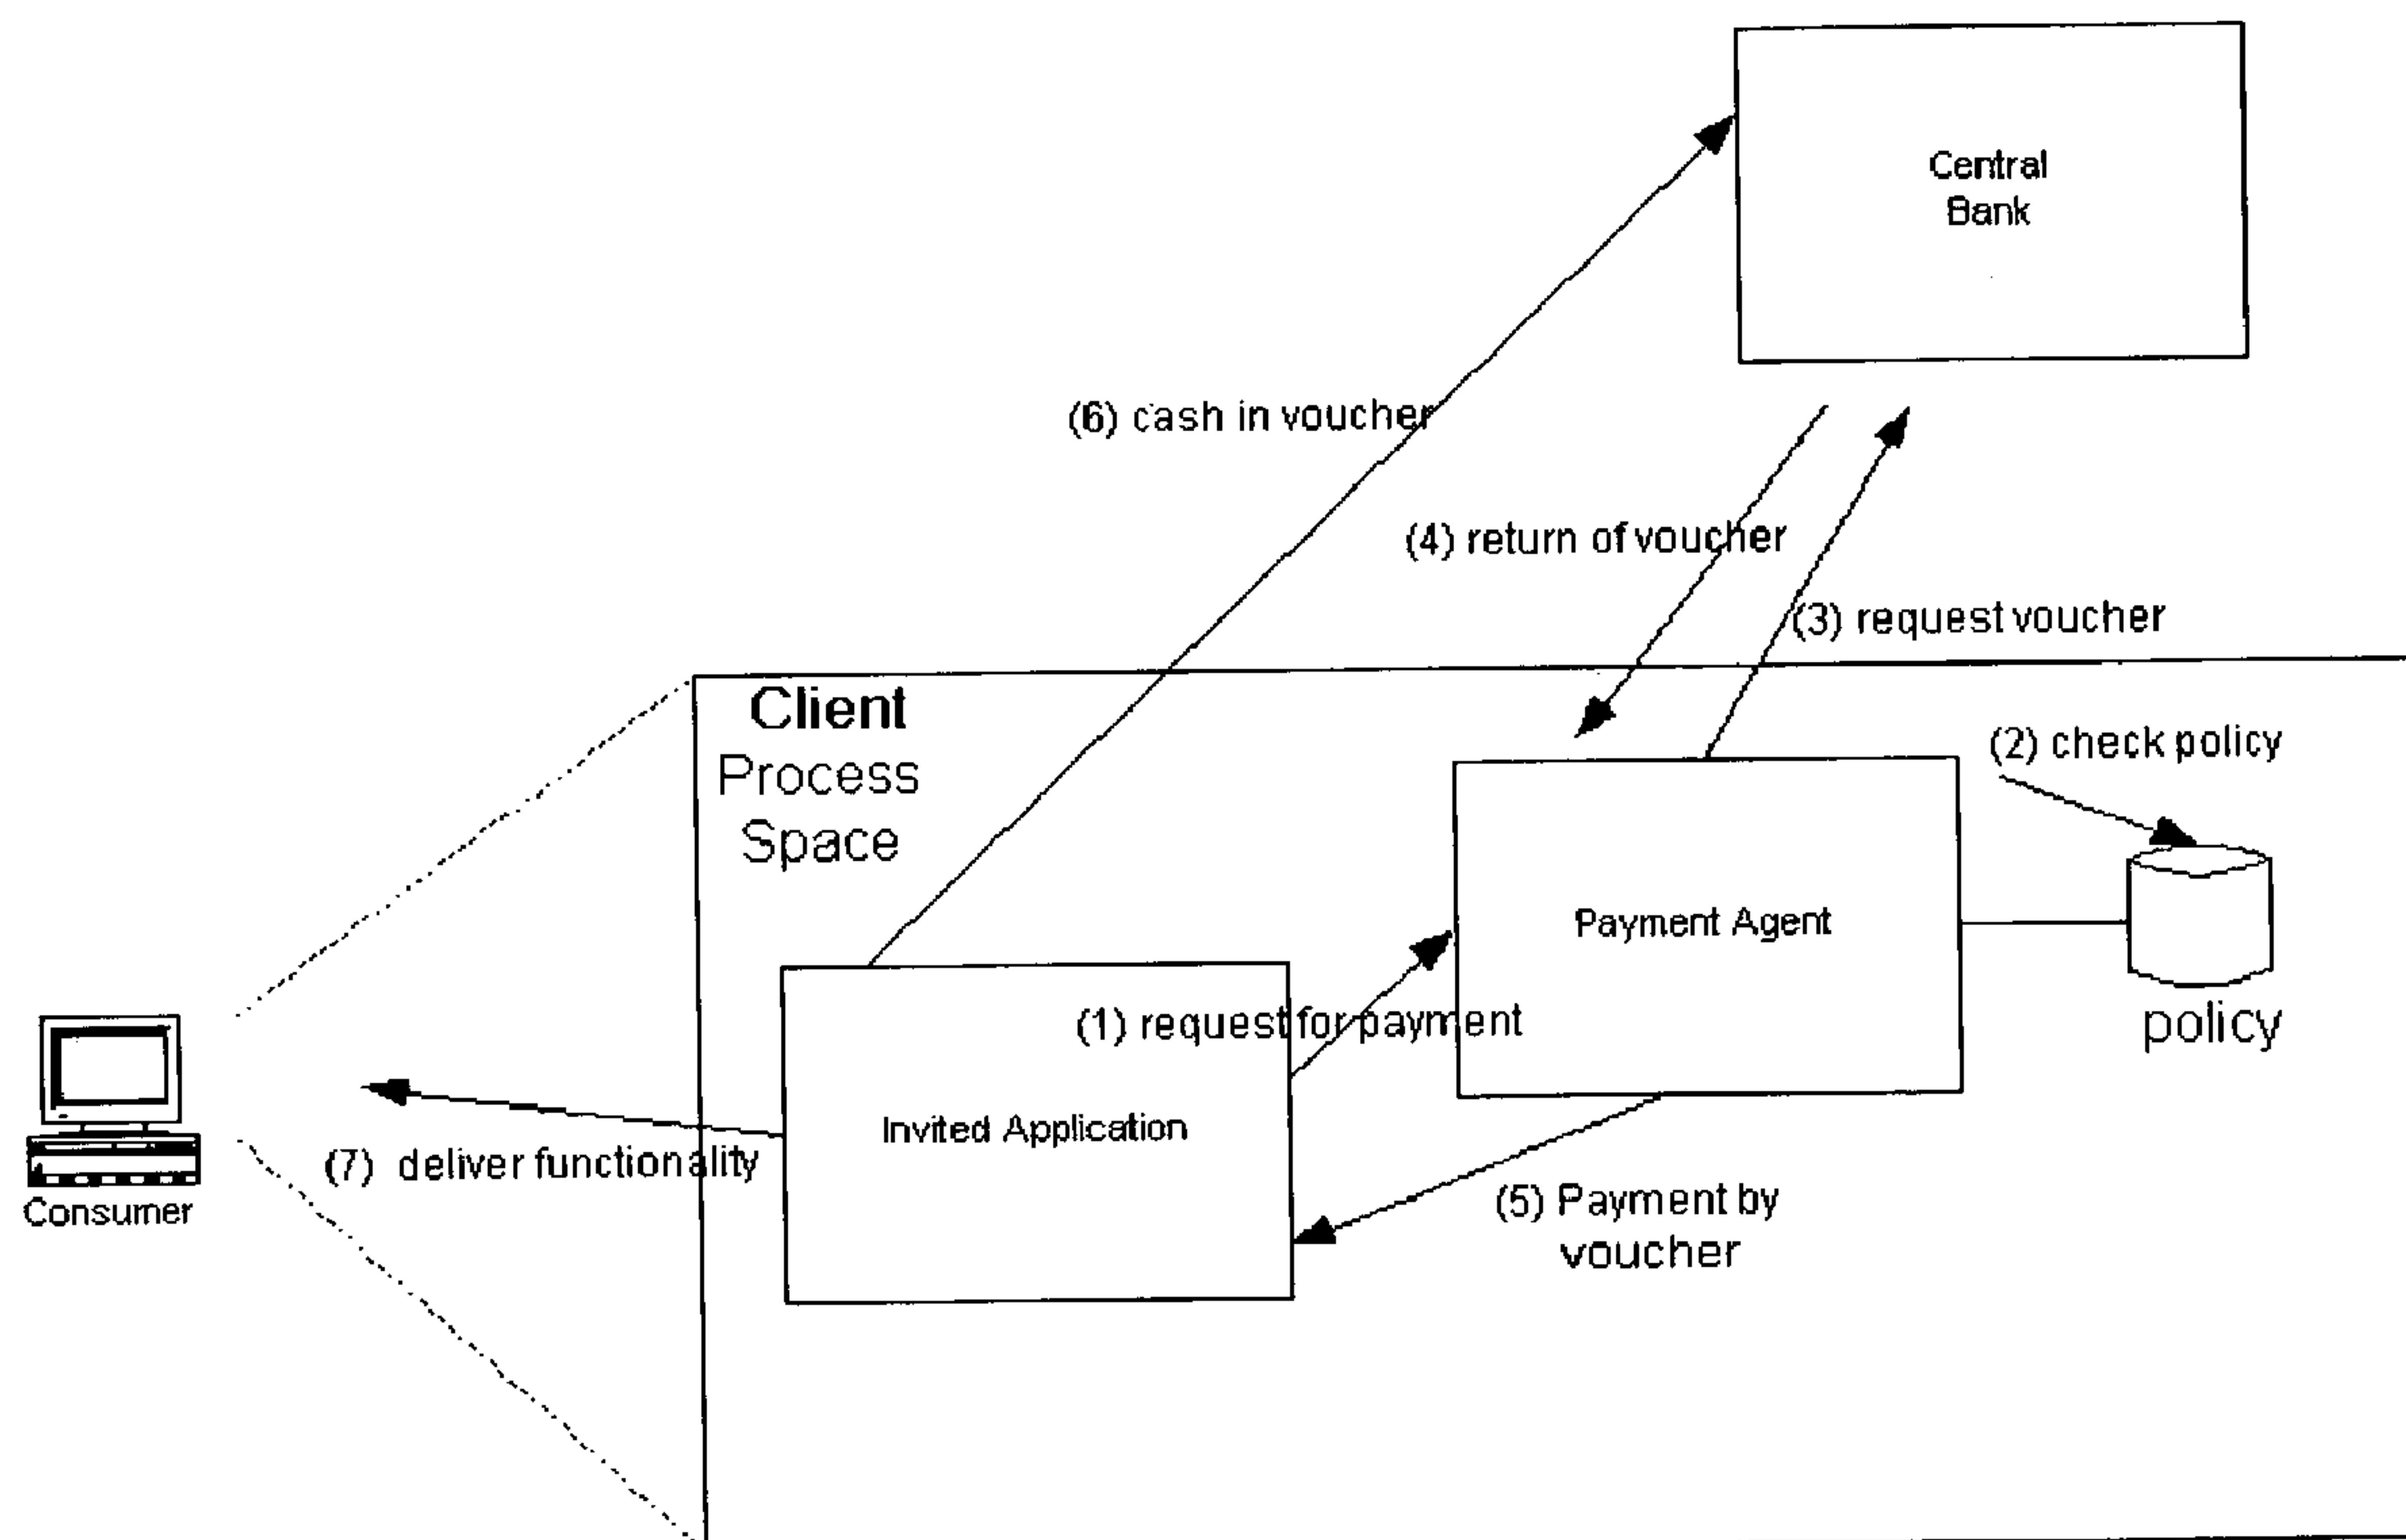 Central
Bank
(6) cash in voucher
(4) return of voucher
(3) request voucher
Client
Process
Space
(2) check policy
Payment Agent
policy
(1) request for payment
Invited Application
(7) deliver functionality
Consumer
(5) Payment by
voucher